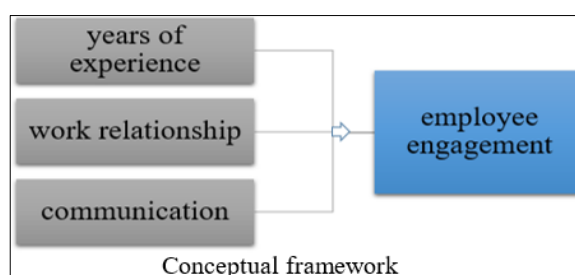 years of
experience
work relationship
communication
employee
engagement
Conceptual framework